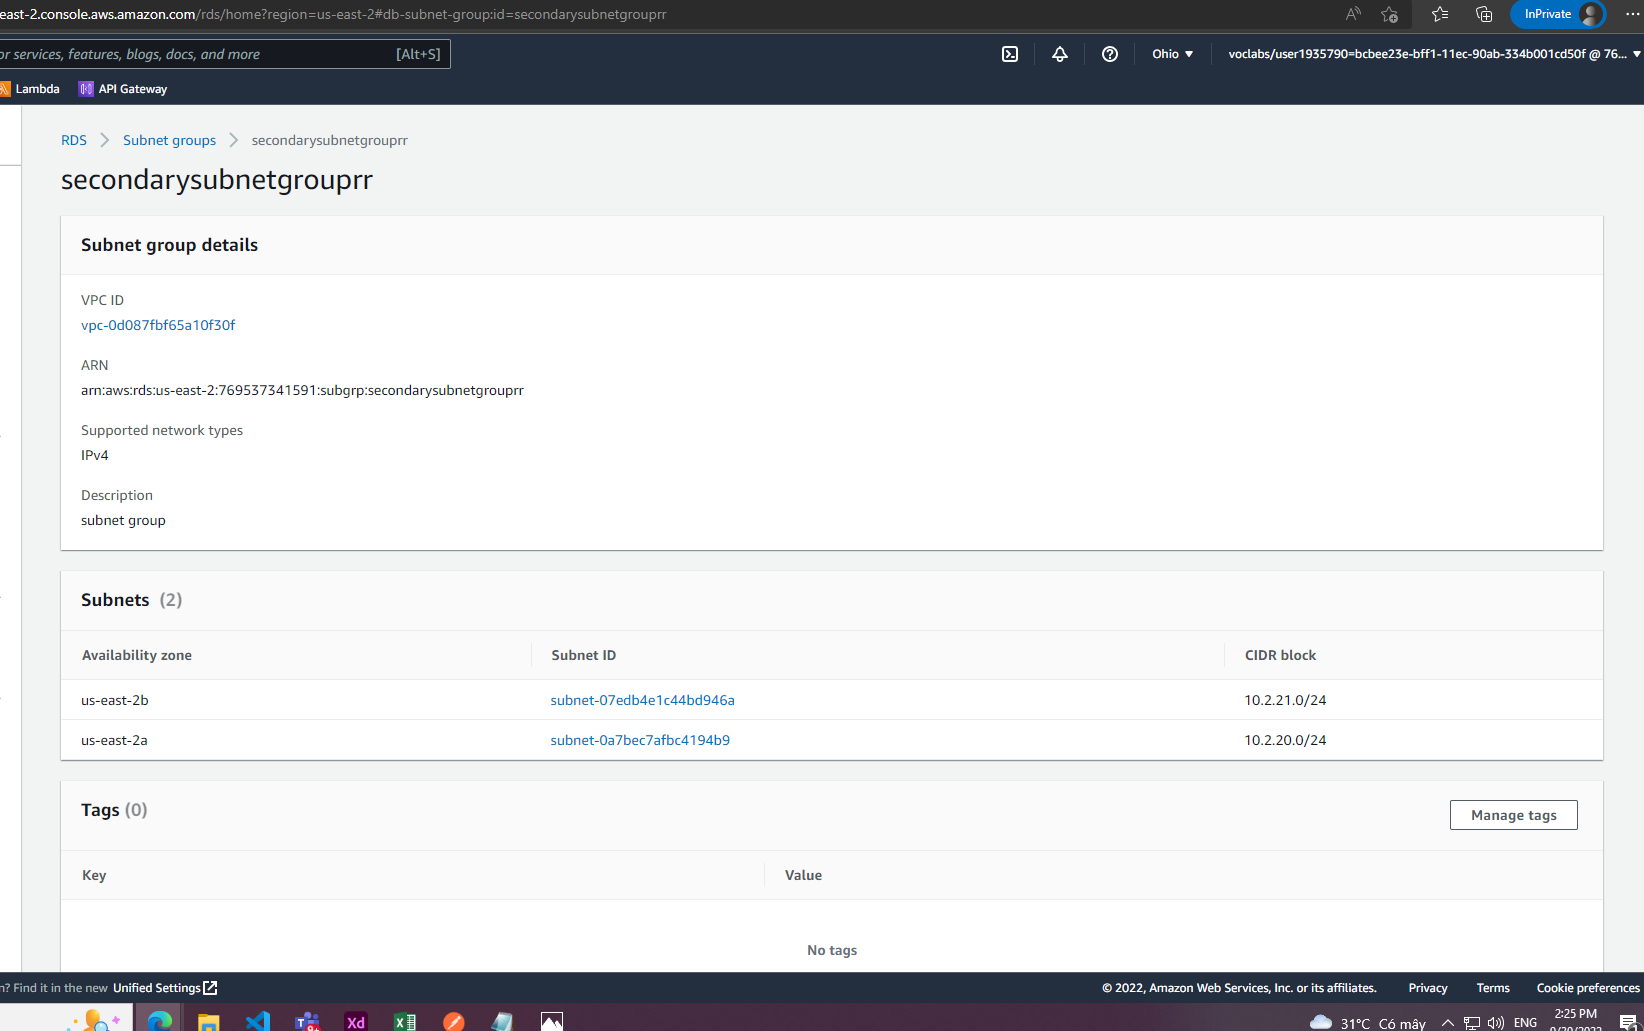 east-2.console.aws.amazon.com/rds/home?region=us-east-2#db-subnet-group:id=secondarysubnetgrouprr
InPrivate
or services, features, blogs, docs, and more [Alt+S]
Ohio
voclabs/user1935790=bcbee23e-bff1-11ec-90ab-334b001cd50f @ 76...
Lambda API Gateway
RDS Subnet groups secondarysubnetgrouprr
secondarysubnetgrouprr
Subnet group details
VPC ID
vpc-0d087fbf65a10f30f
ARN
arn:aws:rds:us-east-2:769537341591:subgrp:secondarysubnetgrouprr
Supported network types
IPv4
Description
subnet group
Subnets (2)
Availability zone Subnet ID CIDR block
us-east-2b subnet-07edb4e1c44bd946a 10.2.21.0/24
us-east-2a subnet-0a7bec7afbc4194b9 10.2.20.0/24
Tags (0)
Manage tags
Key Value
No tags
n? Find it in the new Unified Settings
© 2022, Amazon Web Services, Inc. or its affiliates. Privacy Terms Cookie preferences
Xd
9+
31°C Có mây
ENG
2:25 PM